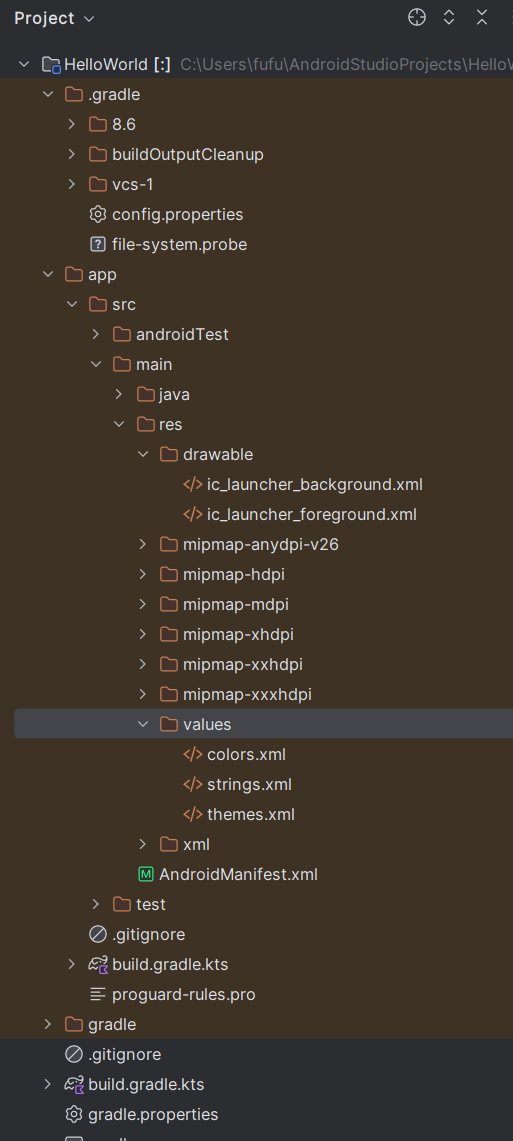 Project
HelloWorld [:] C:\Users\fufu\AndroidStudioProjects\HelloW
.gradle
8.6
buildOutputCleanup
vcs-1
config.properties
file-system.probe
app
src
androidTest
main
java
res
drawable
ic_launcher_background.xml
ic_launcher_foreground.xml
mipmap-anydpi-v26
mipmap-hdpi
mipmap-mdpi
mipmap-xhdpi
mipmap-xxhdpi
mipmap-xxxhdpi
values
colors.xml
strings.xml
themes.xml
xml
AndroidManifest.xml
test
.gitignore
build.gradle.kts
proguard-rules.pro
gradle
.gitignore
build.gradle.kts
gradle.properties